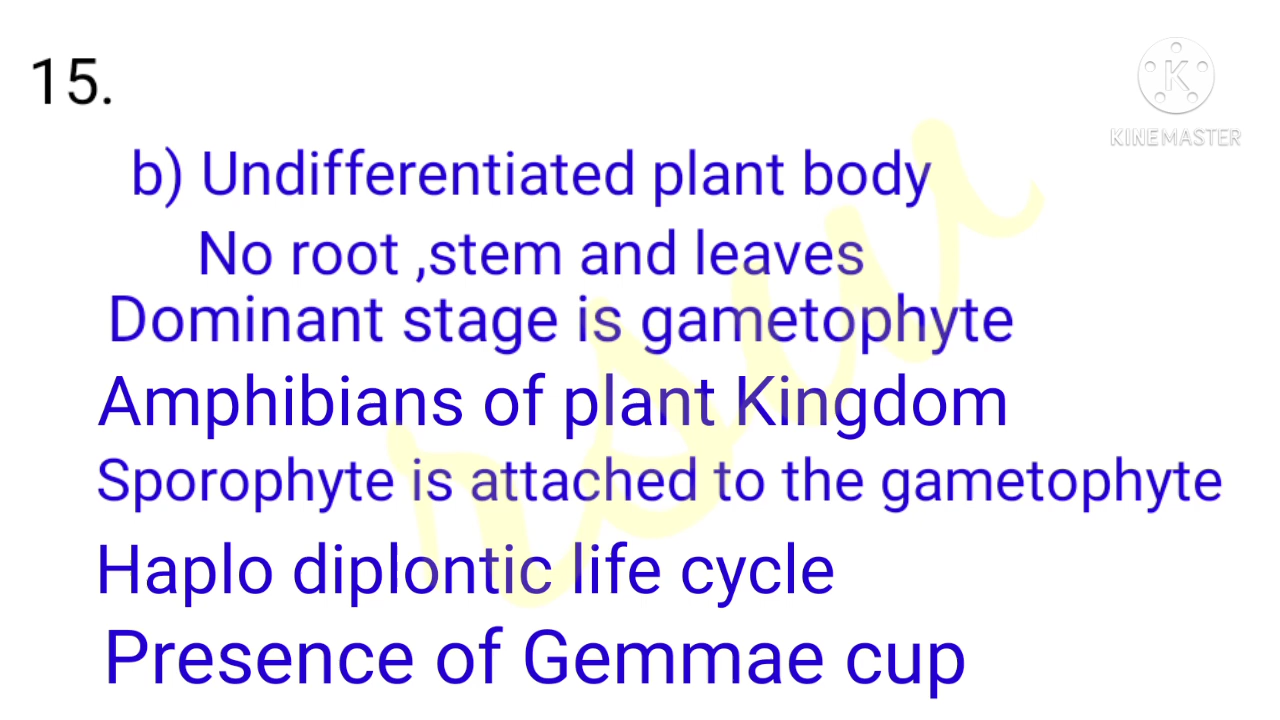 15.
KINEMASTER
b) Undifferentiated plant body
No root ,stem and leaves
Dominant stage is gametophyte
Amphibians of plant Kingdom
Sporophyte is attached to the gametophyte
Haplo diplontic life cycle
Presence of Gemmae cup